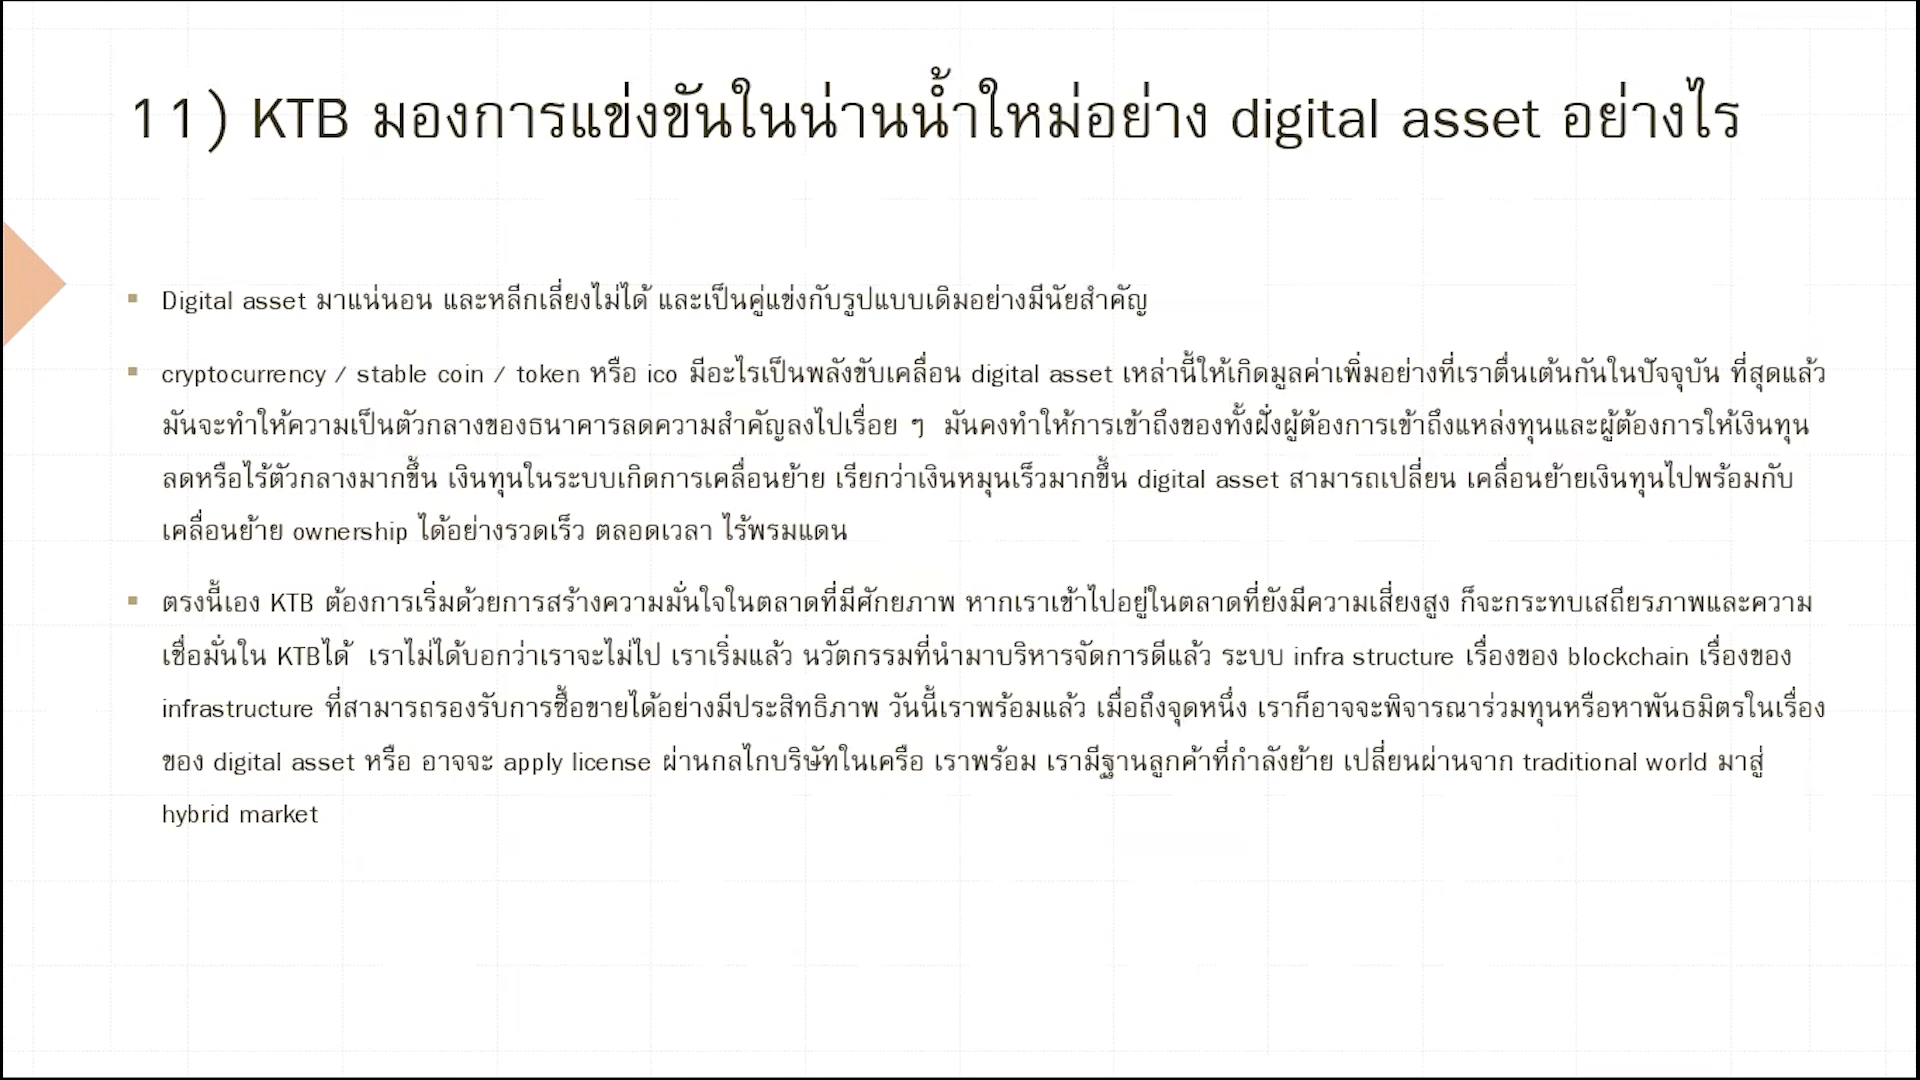 11) KTB มองการแข่งขันในน่านน้ำใหม่อย่าง digital asset อย่างไร
▪ Digital asset มาแน่นอน และหลีกเลี่ยงไม่ได้ และเป็นคู่แข่งกับรูปแบบเดิมอย่างมีนัยสำคัญ
▪ cryptocurrency / stable coin / token หรือ ico มีอะไรเป็นพลังขับเคลื่อน digital asset เหล่านี้ให้เกิดมูลค่าเพิ่มอย่างที่เราตื่นเต้นกันในปัจจุบัน ที่สุดแล้ว
มันจะทำให้ความเป็นตัวกลางของธนาคารลดความสำคัญลงไปเรื่อย ๆ มันคงทำให้การเข้าถึงของทั้งฝั่งผู้ต้องการเข้าถึงแหล่งทุนและผู้ต้องการให้เงินทุน
ลดหรือไร้ตัวกลางมากขึ้น เงินทุนในระบบเกิดการเคลื่อนย้าย เรียกว่าเงินหมุนเร็วมากขึ้น digital asset สามารถเปลี่ยน เคลื่อนย้ายเงินทุนไปพร้อมกับ
เคลื่อนย้าย ownership ได้อย่างรวดเร็ว ตลอดเวลา ไร้พรมแดน
▪ ตรงนี้เอง KTB ต้องการเริ่มด้วยการสร้างความมั่นใจในตลาดที่มีศักยภาพ หากเราเข้าไปอยู่ในตลาดที่ยังมีความเสี่ยงสูง ก็จะกระทบเสถียรภาพและความ
เชื่อมั่นใน KTBได้ เราไม่ได้บอกว่าเราจะไม่ไป เราเริ่มแล้ว นวัตกรรมที่นำมาบริหารจัดการดีแล้ว ระบบ infra structure เรื่องของ blockchain เรื่องของ
infrastructure ที่สามารถรองรับการซื้อขายได้อย่างมีประสิทธิภาพ วันนี้เราพร้อมแล้ว เมื่อถึงจุดหนึ่ง เราก็อาจจะพิจารณาร่วมทุนหรือหาพันธมิตรในเรื่อง
ของ digital asset หรือ อาจจะ apply license ผ่านกลไกบริษัทในเครือ เราพร้อม เรามีฐานลูกค้าที่กำลังย้าย เปลี่ยนผ่านจาก traditional world มาสู่
hybrid market